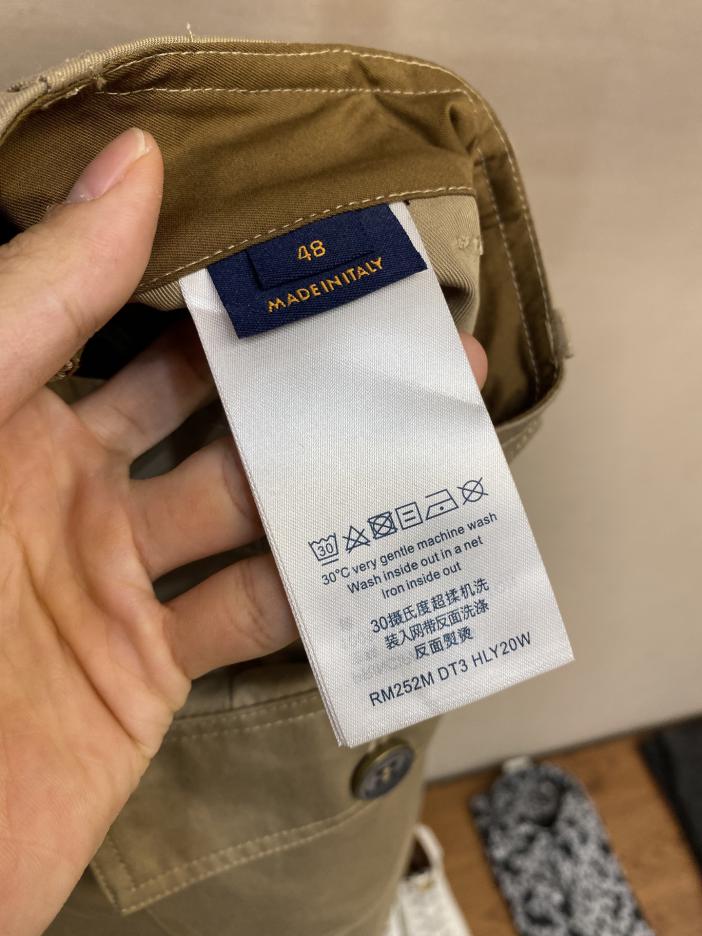 48
MADE IN ITALY
30
30°C very gentle machine wash
Wash inside out in a net
Iron inside out
30摄氏度超揉机洗
装入网带反面洗涤
反面熨烫
RM252M DT3 HLY20W